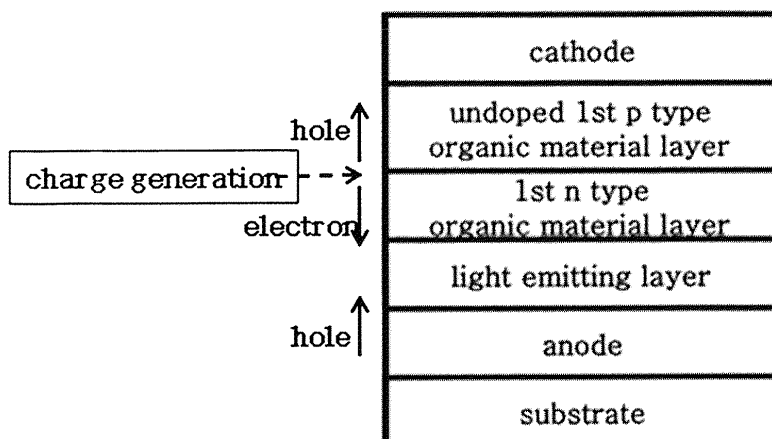 cathode
hole
undoped 1st p type
organic material layer
charge generation
1st n type
organic material layer
electron
light emitting layer
hole
anode
substrate